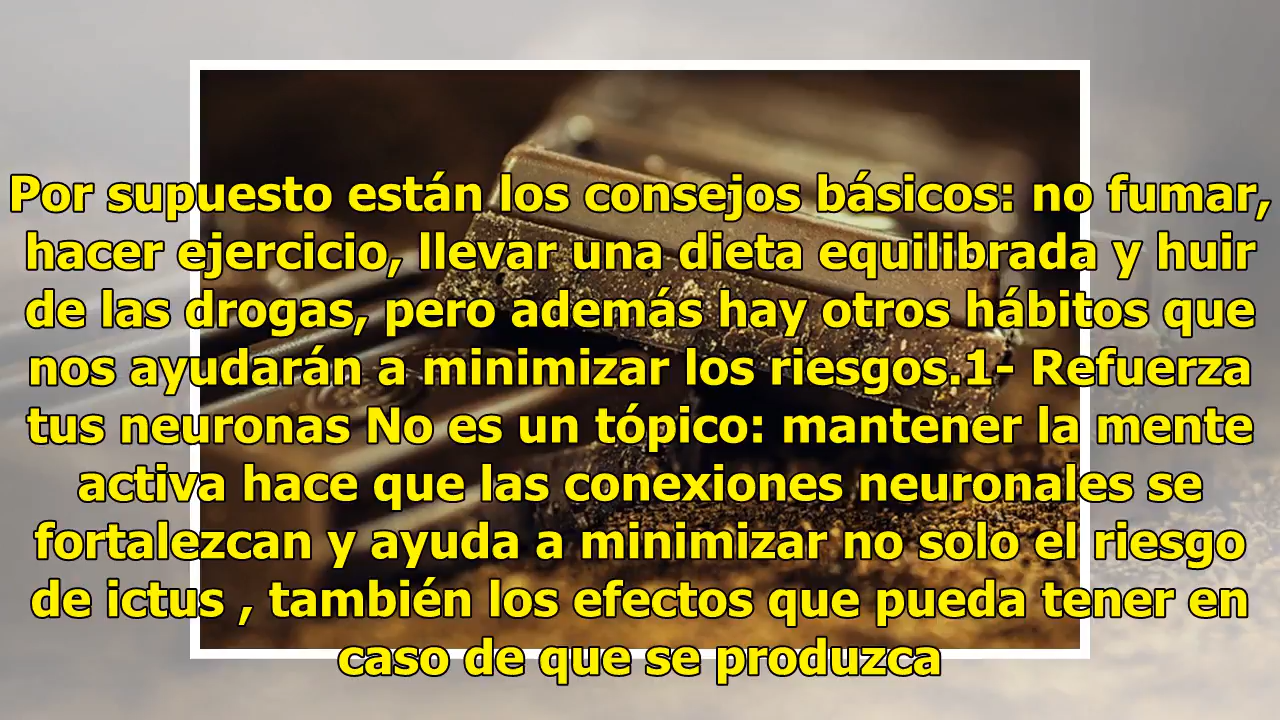 Por supuesto están los consejos básicos: no fumar,
hacer ejercicio, llevar una dieta equilibrada y huir
de las drogas, pero además hay otros hábitos que
nos ayudarán a minimizar los riesgos.1- Refuerza
tus neuronas No es un tópico: mantener la mente
activa hace que las conexiones neuronales se
fortalezcan y ayuda a minimizar no solo el riesgo
de ictus , también los efectos que pueda tener en
caso de que se produzca